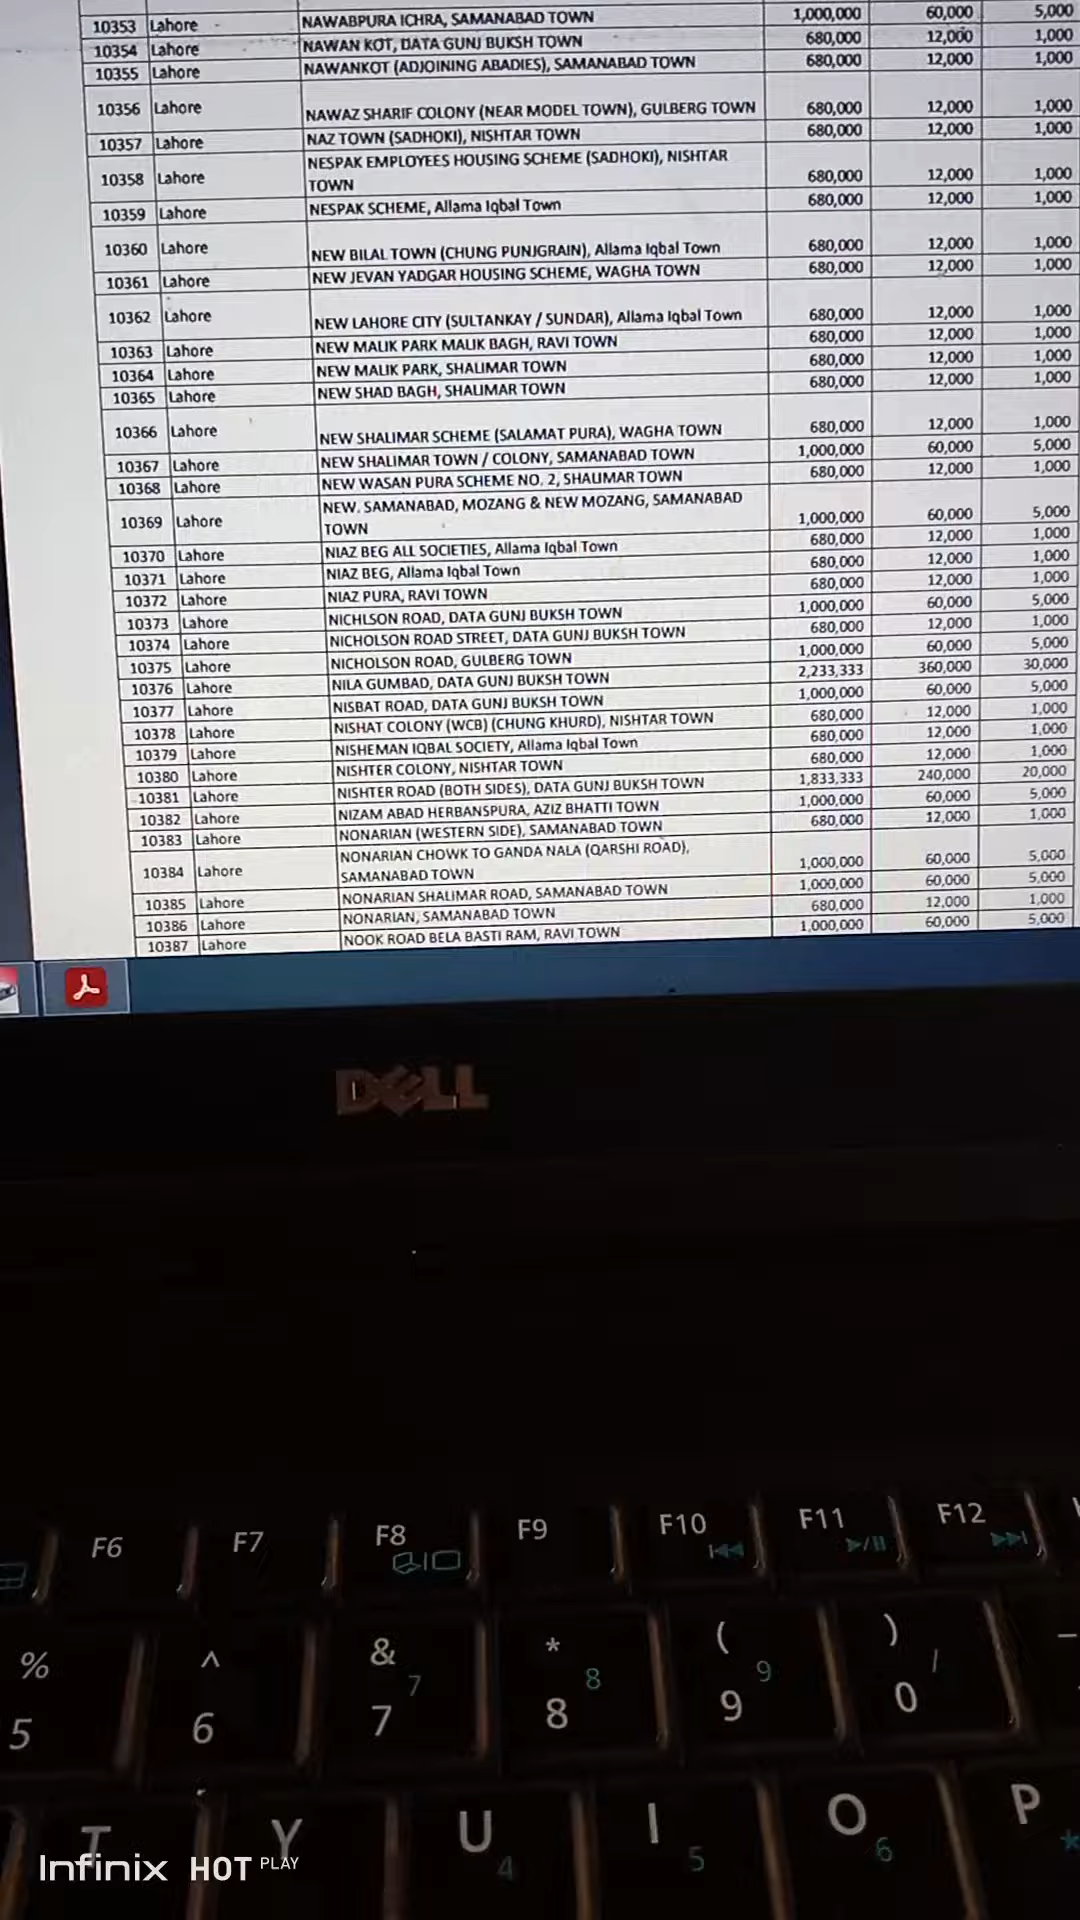 10353 Lahore NAWABPURA ICHRA, SAMANABAD TOWN 1,000,000 60,000 5,000
10354 Lahore NAWAN KOT, DATA GUNJ BUKSH TOWN 680,000 12,000 1,000
10355 Lahore NAWANKOT (ADJOINING ABADIES), SAMANABAD TOWN 680,000 12,000 1,000
10356 Lahore NAWAZ SHARIF COLONY (NEAR MODEL TOWN), GULBERG TOWN 680,000 12,000 1,000
10357 Lahore NAZ TOWN (SADHOKI), NISHTAR TOWN 680,000 12,000 1,000
10358 Lahore NESPAK EMPLOYEES HOUSING SCHEME (SADHOKI), NISHTAR
TOWN 680,000 12,000 1,000
10359 Lahore NESPAK SCHEME, Allama Iqbal Town 680,000 12,000 1,000
10360 Lahore NEW BILAL TOWN (CHUNG PUNJGRAIN), Allama Iqbal Town 680,000 12,000 1,000
10361 Lahore NEW JEVAN YADGAR HOUSING SCHEME, WAGHA TOWN 680,000 12,000 1,000
10362 Lahore NEW LAHORE CITY (SULTANKAY / SUNDAR), Allama Iqbal Town 680,000 12,000 1,000
10363 Lahore NEW MALIK PARK MALIK BAGH, RAVI TOWN 680,000 12,000 1,000
10364 Lahore NEW MALIK PARK, SHALIMAR TOWN 680,000 12,000 1,000
10365 Lahore NEW SHAD BAGH, SHALIMAR TOWN 680,000 12,000 1,000
10366 Lahore NEW SHALIMAR SCHEME (SALAMAT PURA), WAGHA TOWN 680,000 12,000 1,000
10367 Lahore NEW SHALIMAR TOWN / COLONY, SAMANABAD TOWN 1,000,000 60,000 5,000
10368 Lahore NEW WASAN PURA SCHEME NO. 2, SHALIMAR TOWN 680,000 12,000 1,000
10369 Lahore NEW. SAMANABAD, MOZANG & NEW MOZANG, SAMANABAD
TOWN 1,000,000 60,000 5,000
10370 Lahore NIAZ BEG ALL SOCIETIES, Allama Iqbal Town 680,000 12,000 1,000
10371 Lahore NIAZ BEG, Allama Iqbal Town 680,000 12,000 1,000
10372 Lahore NIAZ PURA, RAVI TOWN 680,000 12,000 1,000
10373 Lahore NICHLSON ROAD, DATA GUNJ BUKSH TOWN 1,000,000 60,000 5,000
10374 Lahore NICHOLSON ROAD STREET, DATA GUNJ BUKSH TOWN 680,000 12,000 1,000
10375 Lahore NICHOLSON ROAD, GULBERG TOWN 1,000,000 60,000 5,000
10376 Lahore NILA GUMBAD, DATA GUNJ BUKSH TOWN 2,233,333 360,000 30,000
10377 Lahore NISBAT ROAD, DATA GUNJ BUKSH TOWN 1,000,000 60,000 5,000
10378 Lahore NISHAT COLONY (WCB) (CHUNG KHURD), NISHTAR TOWN 680,000 12,000 1,000
10379 Lahore NISHEMAN IQBAL SOCIETY, Allama Iqbal Town 680,000 12,000 1,000
10380 Lahore NISHTER COLONY, NISHTAR TOWN 680,000 12,000 1,000
10381 Lahore NISHTER ROAD (BOTH SIDES), DATA GUNJ BUKSH TOWN 1,833,333 240,000 20,000
10382 Lahore NIZAM ABAD HERBANSPURA, AZIZ BHATTI TOWN 1,000,000 60,000 5,000
10383 Lahore NONARIAN (WESTERN SIDE), SAMANABAD TOWN 680,000 12,000 1,000
10384 Lahore NONARIAN CHOWK TO GANDA NALA (QARSHI ROAD),
SAMANABAD TOWN 1,000,000 60,000 5,000
10385 Lahore NONARIAN SHALIMAR ROAD, SAMANABAD TOWN 1,000,000 60,000 5,000
10386 Lahore NONARIAN, SAMANABAD TOWN 680,000 12,000 1,000
10387 Lahore NOOK ROAD BELA BASTI RAM, RAVI TOWN 1,000,000 60,000 5,000
DELL
F6 F7 F8 F9 F10 F11 F12
% ^ & * ( ) _
5 6 7 7 8 8 9 9 0 /
T Y U 4 I 5 O 6 P *
Infinix HOT PLAY